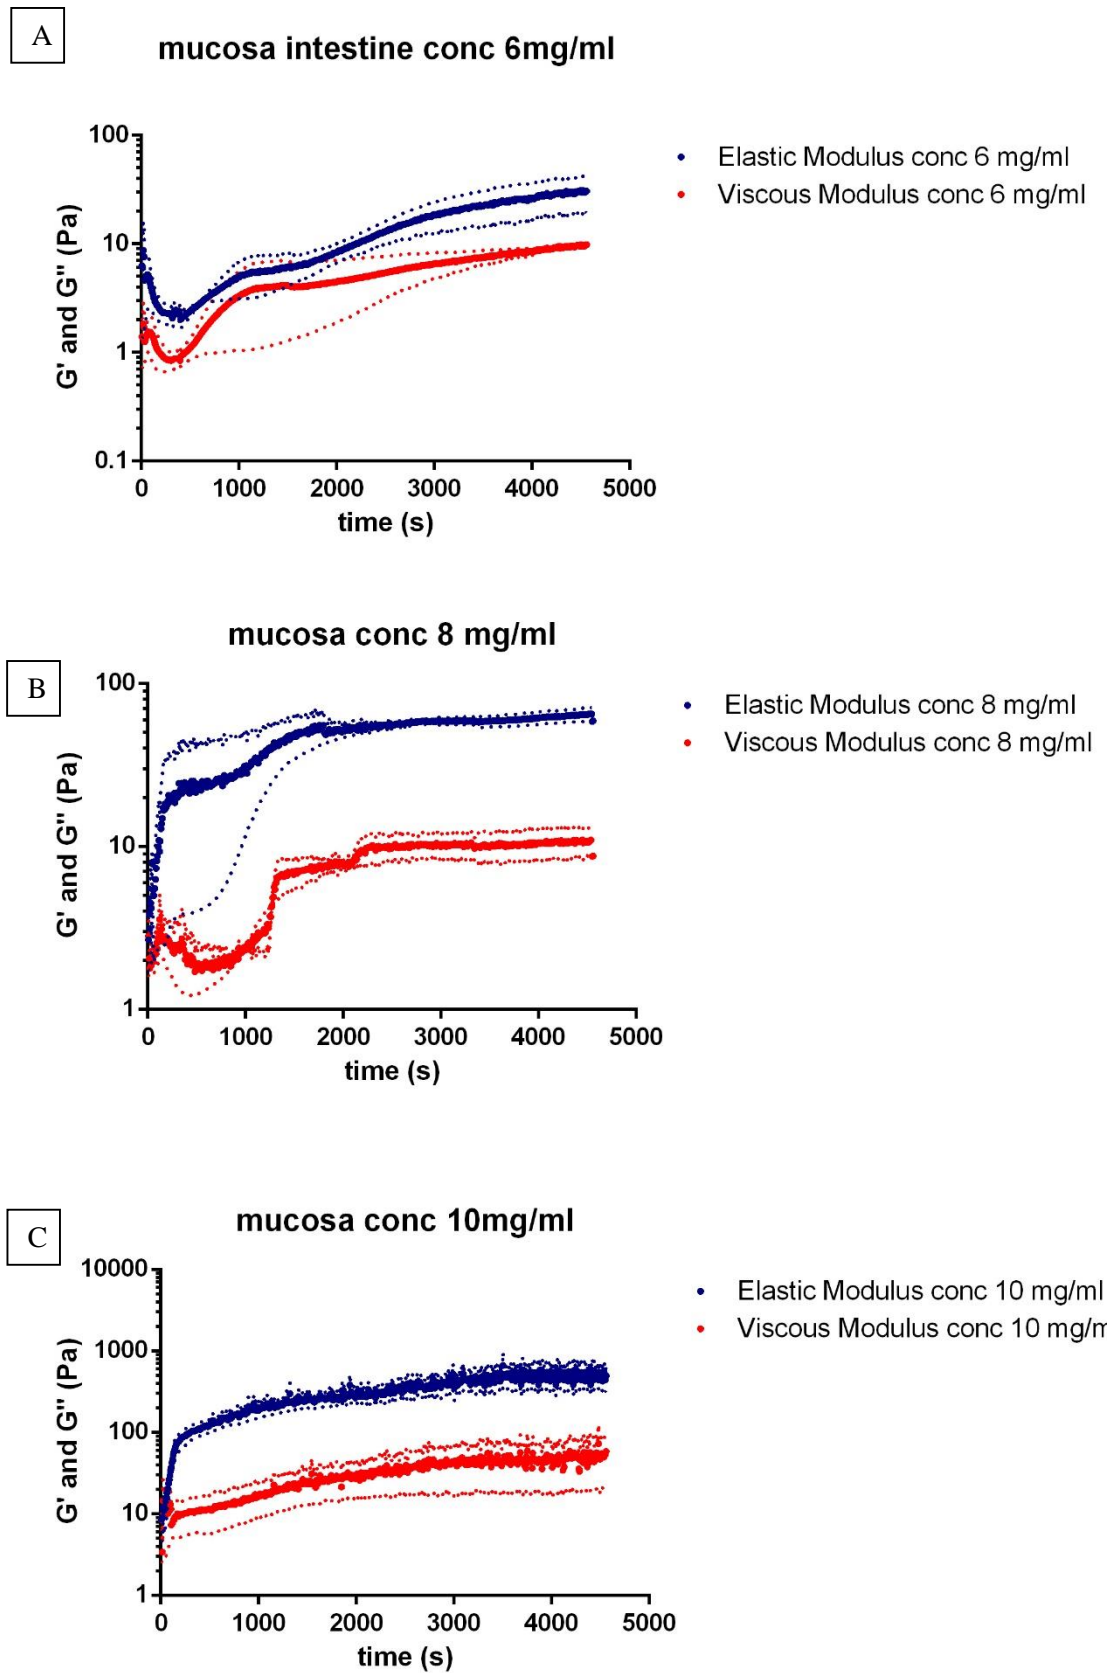 A
mucosa intestine conc 6mg/ml
100
10
1
0.1
G' and G" (Pa)
0 1000 2000 3000 4000 5000
time (s)
Elastic Modulus conc 6 mg/ml
Viscous Modulus conc 6 mg/ml
B
mucosa conc 8 mg/ml
100
10
1
G' and G" (Pa)
0 1000 2000 3000 4000 5000
time (s)
Elastic Modulus conc 8 mg/ml
Viscous Modulus conc 8 mg/ml
C
mucosa conc 10mg/ml
10000
1000
100
10
1
G' and G" (Pa)
0 1000 2000 3000 4000 5000
time (s)
Elastic Modulus conc 10 mg/ml
Viscous Modulus conc 10 mg/m